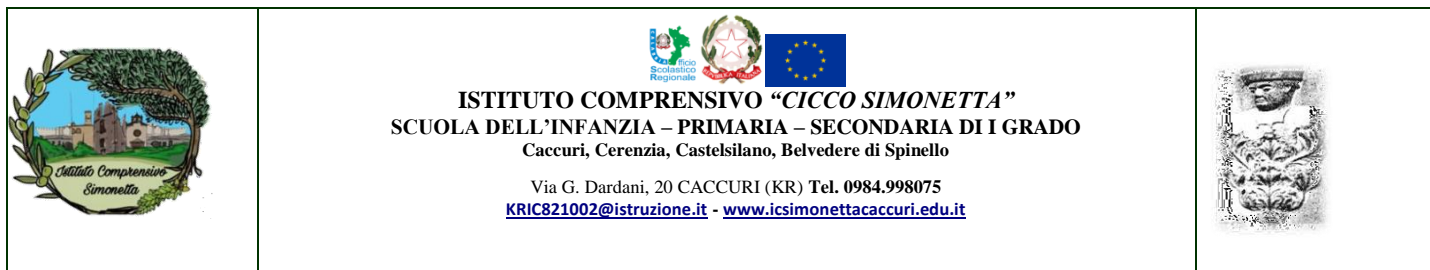 Istituto Comprensivo
Simonetta
Ufficio
Scolastico
Regionale
REPUBBLICA ITALIANA
ISTITUTO COMPRENSIVO “CICCO SIMONETTA”
SCUOLA DELL’INFANZIA – PRIMARIA – SECONDARIA DI I GRADO
Caccuri, Cerenzia, Castelsilano, Belvedere di Spinello
Via G. Dardani, 20 CACCURI (KR) Tel. 0984.998075
KRIC821002@istruzione.it - www.icsimonettacaccuri.edu.it